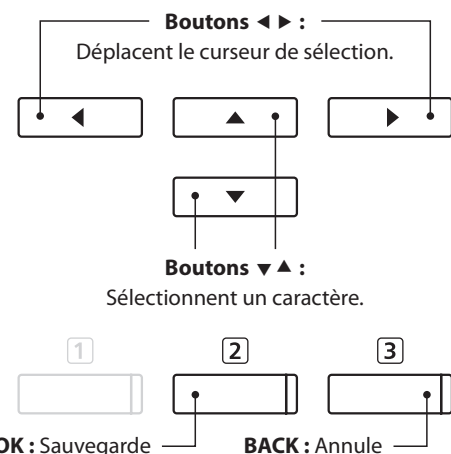 Boutons ◀ ▶ :
Déplacent le curseur de sélection.
Boutons ▼ ▲ :
Sélectionnent un caractère.
1 2 3
OK : Sauvegarde BACK : Annule